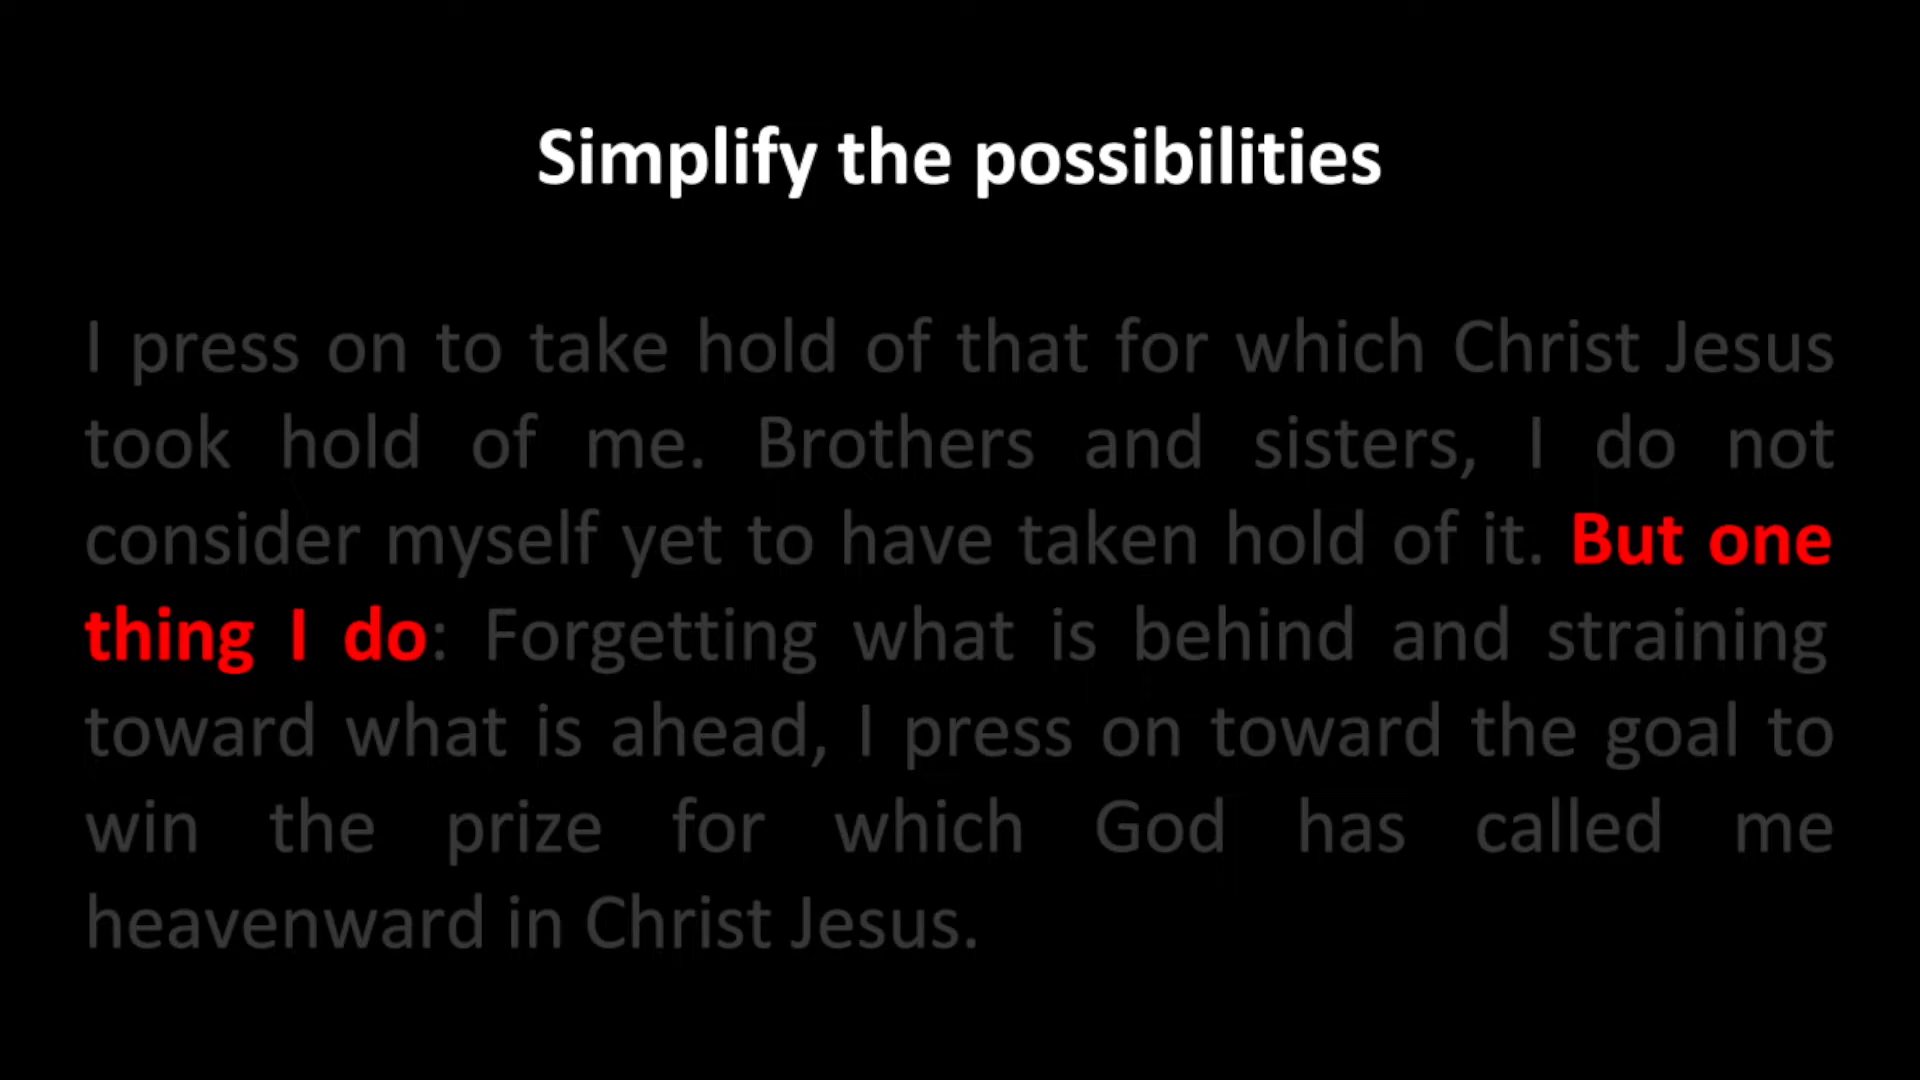 Simplify the possibilities
I press on to take hold of that for which Christ Jesus
took hold of me. Brothers and sisters, I do not
consider myself yet to have taken hold of it. But one
thing I do: Forgetting what is behind and straining
toward what is ahead, I press on toward the goal to
win the prize for which God has called me
heavenward in Christ Jesus.